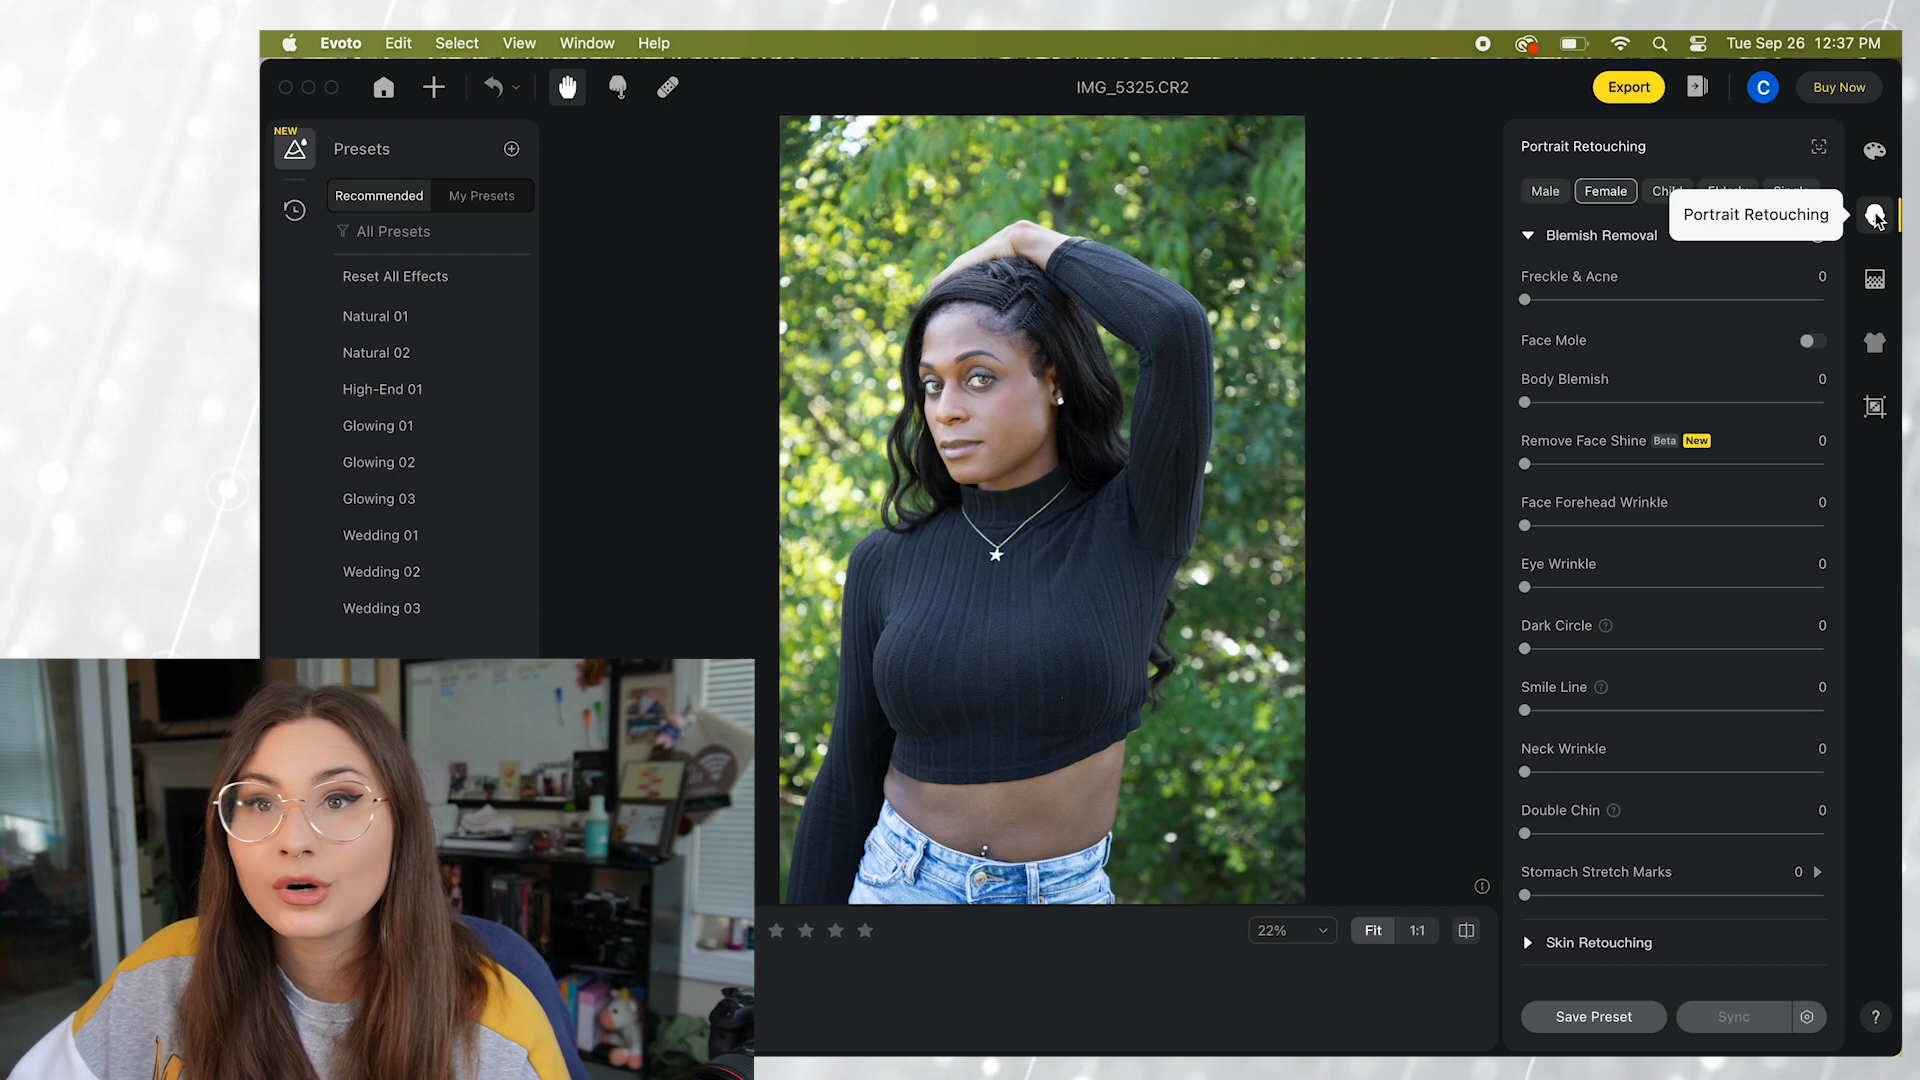 Evoto Edit Select View Window Help Tue Sep 26 12:37 PM
IMG_5325.CR2 Export C Buy Now
NEW
Presets
Recommended My Presets
All Presets
Reset All Effects
Natural 01
Natural 02
High-End 01
Glowing 01
Glowing 02
Glowing 03
Wedding 01
Wedding 02
Wedding 03
22% Fit 1:1
Portrait Retouching
Male Female
Portrait Retouching
Blemish Removal
Freckle & Acne 0
Face Mole
Body Blemish 0
Remove Face Shine Beta New 0
Face Forehead Wrinkle 0
Eye Wrinkle 0
Dark Circle ? 0
Smile Line ? 0
Neck Wrinkle 0
Double Chin ? 0
Stomach Stretch Marks 0
Skin Retouching
Save Preset Sync ?